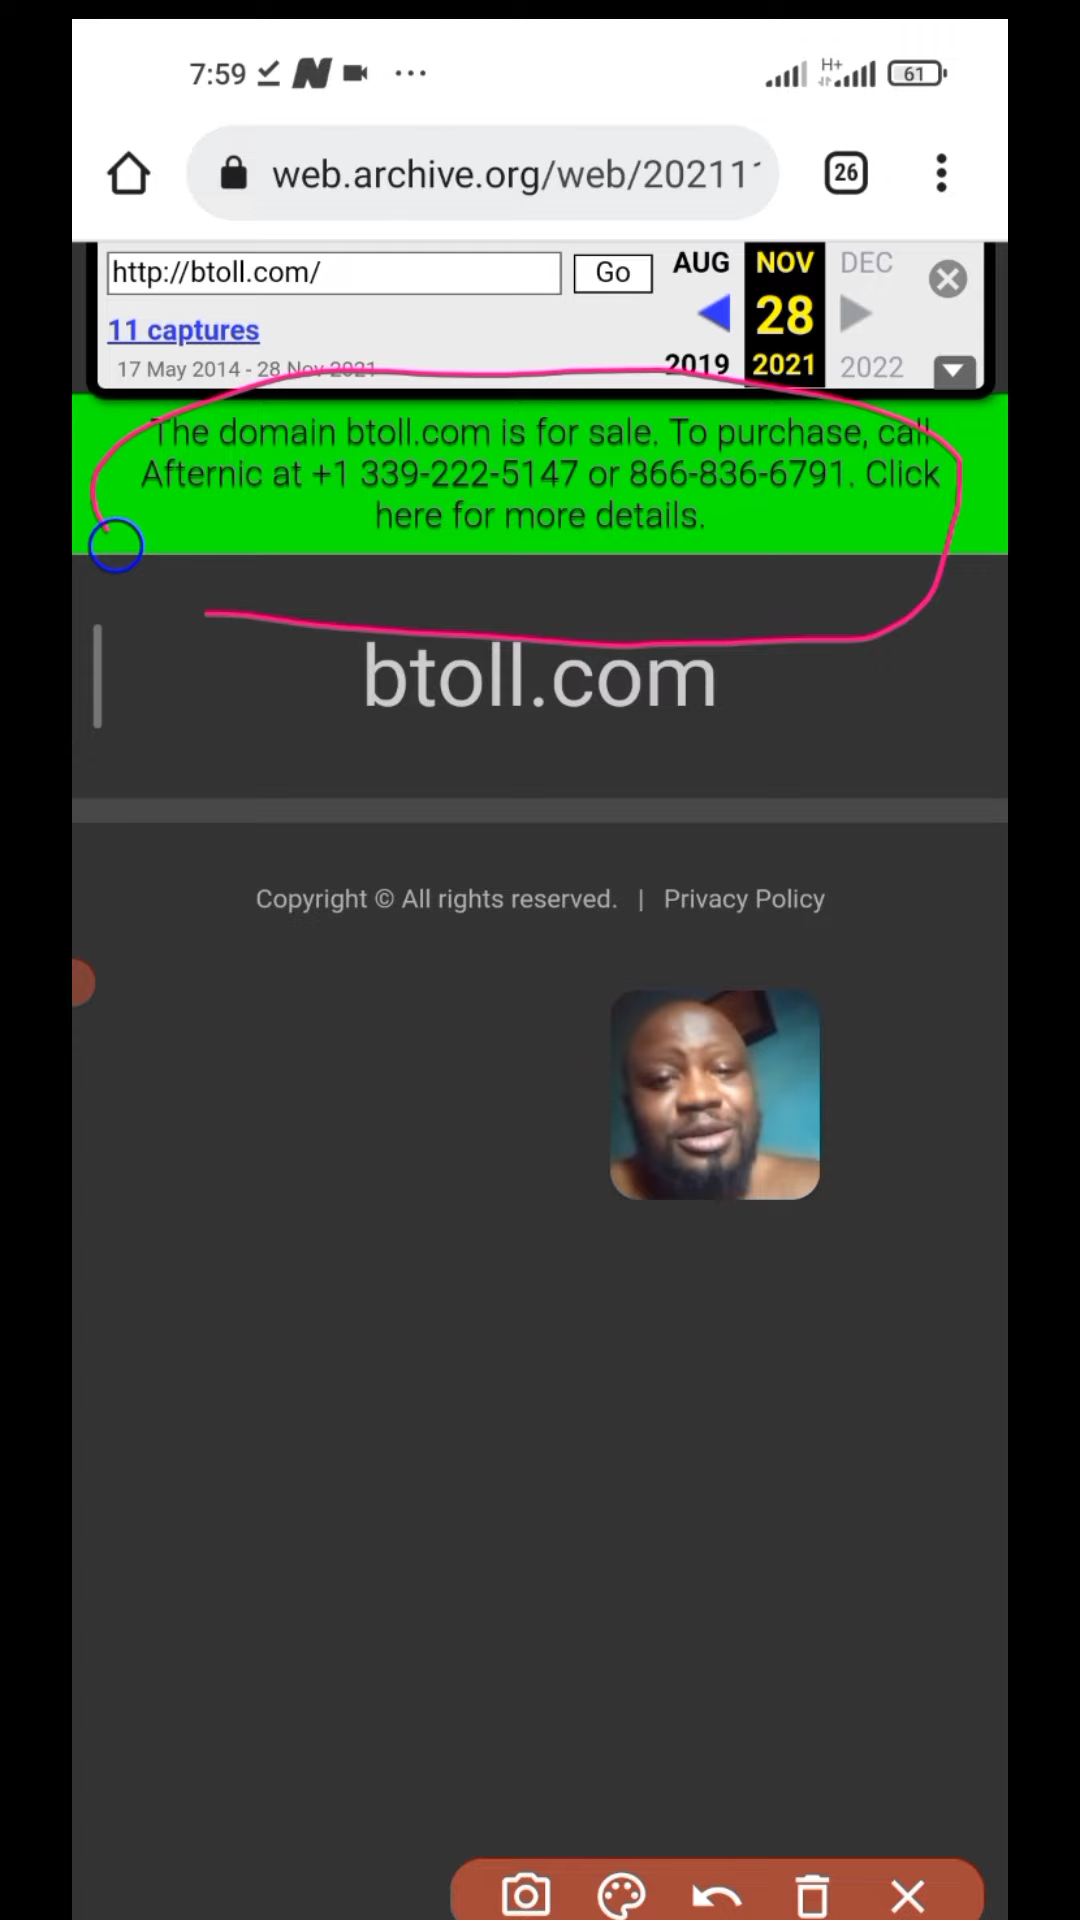 7:59 N ... H+ 61
web.archive.org/web/20211
26
http://btoll.com/ Go AUG NOV DEC
11 captures 28
17 May 2014 - 28 Nov 2021 2019 2021 2022
The domain btoll.com is for sale. To purchase, call
Afternic at +1 339-222-5147 or 866-836-6791. Click
here for more details.
btoll.com
Copyright © All rights reserved. | Privacy Policy